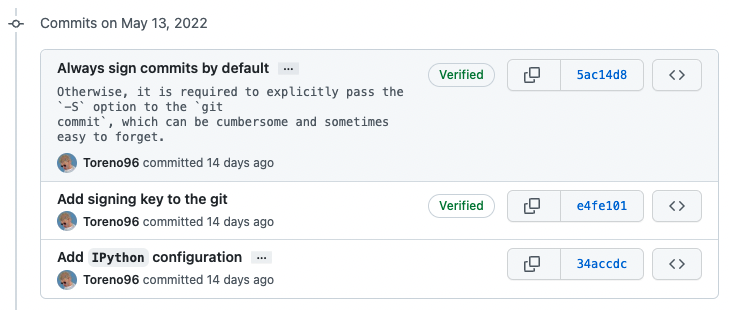 Commits on May 13, 2022
Always sign commits by default ...
Verified
5ac14d8
Otherwise, it is required to explicitly pass the
`-S` option to the `git
commit`, which can be cumbersome and sometimes
easy to forget.
Toreno96 committed 14 days ago
Add signing key to the git
Verified
e4fe101
Toreno96 committed 14 days ago
Add IPython configuration ...
34accdc
Toreno96 committed 14 days ago